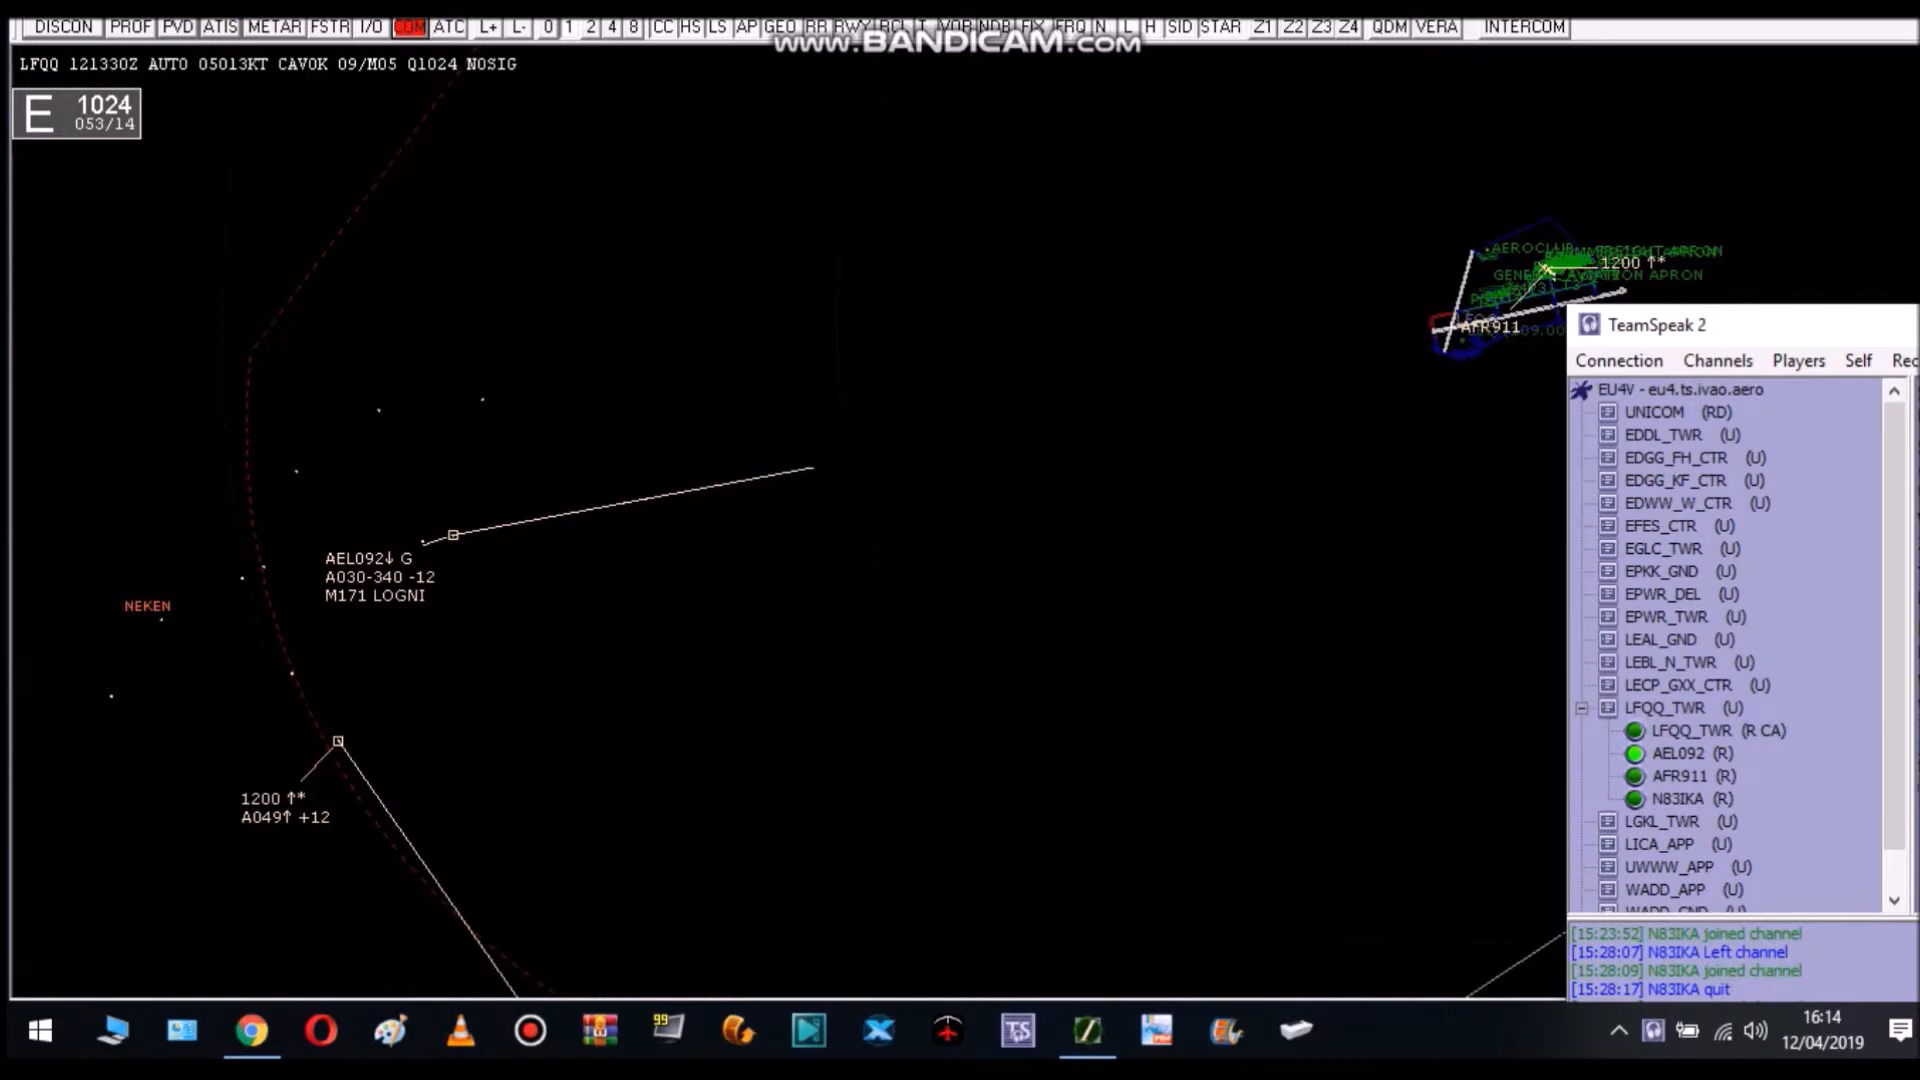 DISCON PROF PVD ATIS METAR FSTR I/O COM ATC L+ L- 0 1 2 4 8 CC HS LS AP GEO RR RWY RCL T VOR NDB FIX FRQ N L H SID STAR Z1 Z2 Z3 Z4 QDM VERA INTERCOM
www.BANDICAM.com
LFQQ 121330Z AUTO 05013KT CAVOK 09/M05 Q1024 NOSIG
E 1024
053/14
AEROCLUB
APRON
1200 ↑*
GENERAL AVIATION APRON
AFR911
AEL092↓ G
A030-340 -12
M171 LOGNI
NEKEN
1200 ↑*
A049↑ +12
TeamSpeak 2
Connection Channels Players Self Rec
EU4V - eu4.ts.ivao.aero
UNICOM (RD)
EDDL_TWR (U)
EDGG_FH_CTR (U)
EDGG_KF_CTR (U)
EDWW_W_CTR (U)
EFES_CTR (U)
EGLC_TWR (U)
EPKK_GND (U)
EPWR_DEL (U)
EPWR_TWR (U)
LEAL_GND (U)
LEBL_N_TWR (U)
LECP_GXX_CTR (U)
LFQQ_TWR (U)
LFQQ_TWR (R CA)
AEL092 (R)
AFR911 (R)
N83IKA (R)
LGKL_TWR (U)
LICA_APP (U)
UWWW_APP (U)
WADD_APP (U)
[15:23:52] N83IKA joined channel
[15:28:07] N83IKA Left channel
[15:28:09] N83IKA joined channel
[15:28:17] N83IKA quit
99
TS
16:14
12/04/2019